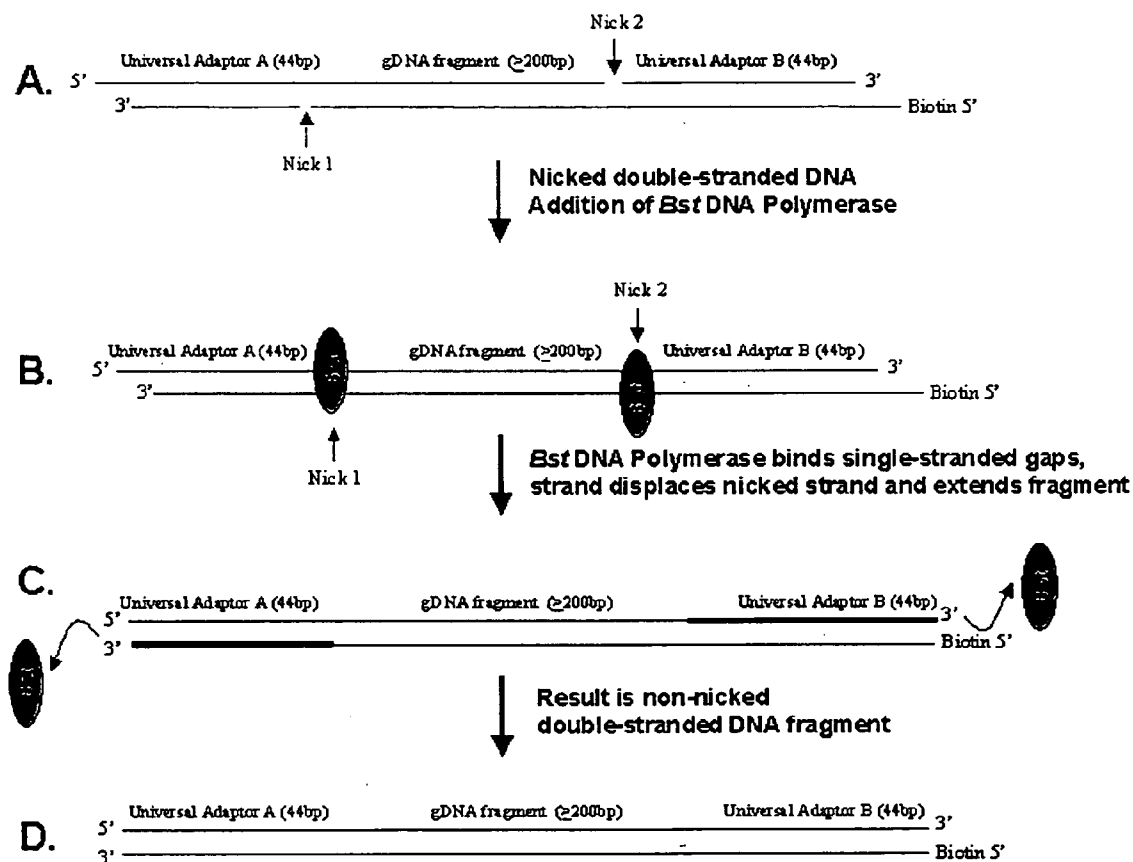 Nick 2
Universal Adaptor A (44bp) gDNA fragment (≥200bp) Universal Adaptor B (44bp)
A. 5' 3'
3' Biotin 5'
Nick 1
Nicked double-stranded DNA
Addition of Bst DNA Polymerase
Nick 2
Universal Adaptor A (44bp) gDNA fragment (≥200bp) Universal Adaptor B (44bp)
B. 5' 3'
3' Biotin 5'
Nick 1
Bst DNA Polymerase binds single-stranded gaps,
strand displaces nicked strand and extends fragment
C.
Universal Adaptor A (44bp) gDNA fragment (≥200bp) Universal Adaptor B (44bp)
5' 3'
3' Biotin 5'
Result is non-nicked
double-stranded DNA fragment
Universal Adaptor A (44bp) gDNA fragment (≥200bp) Universal Adaptor B (44bp)
D. 5' 3'
3' Biotin 5'